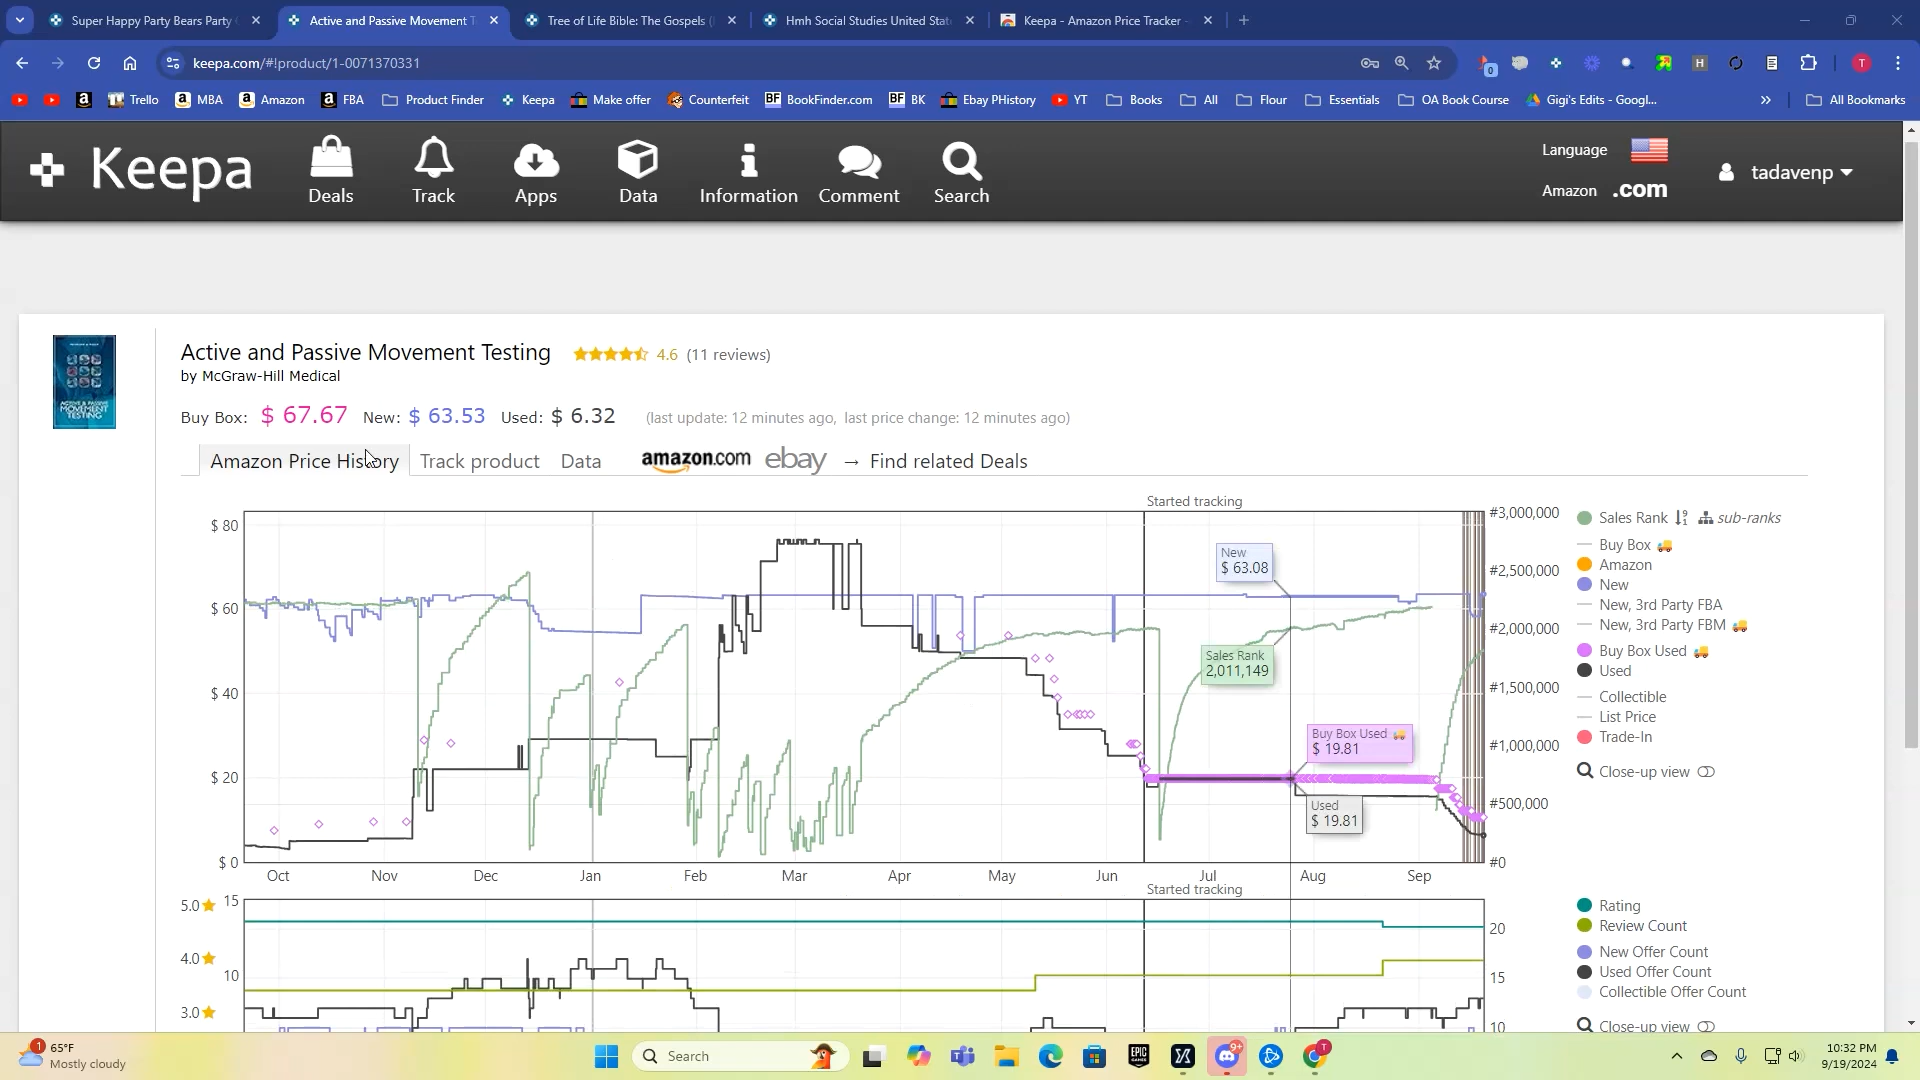 Super Happy Party Bears Party
Active and Passive Movement T
Tree of Life Bible: The Gospels (
Hmh Social Studies United Stat
Keepa - Amazon Price Tracker -
keepa.com/#!product/1-0071370331
0
H
T
Trello
MBA
Amazon
FBA
Product Finder
Keepa
Make offer
Counterfeit
BF BookFinder.com
BF BK
Ebay PHistory
YT
Books
All
Flour
Essentials
OA Book Course
Gigi's Edits - Googl...
»
All Bookmarks
Keepa
Deals
Track
Apps
Data
Information
Comment
Search
Language
Amazon .com
tadavenp
Active and Passive Movement Testing 4.6 (11 reviews)
by McGraw-Hill Medical
Buy Box: $ 67.67 New: $ 63.53 Used: $ 6.32 (last update: 12 minutes ago, last price change: 12 minutes ago)
Amazon Price History Track product Data amazon.com ebay → Find related Deals
Started tracking
$ 80
$ 60
$ 40
$ 20
$ 0
New
$ 63.08
Sales Rank
2,011,149
Buy Box Used
$ 19.81
Used
$ 19.81
#3,000,000
#2,500,000
#2,000,000
#1,500,000
#1,000,000
#500,000
#0
Oct Nov Dec Jan Feb Mar Apr May Jun Jul Aug Sep
Sales Rank sub-ranks
Buy Box
Amazon
New
New, 3rd Party FBA
New, 3rd Party FBM
Buy Box Used
Used
Collectible
List Price
Trade-In
Close-up view
Started tracking
5.0 15
4.0 10
3.0
20
15
10
Rating
Review Count
New Offer Count
Used Offer Count
Collectible Offer Count
Close-up view
1
65°F
Mostly cloudy
Search
EPIC
GAMES
9+
T
10:32 PM
9/19/2024